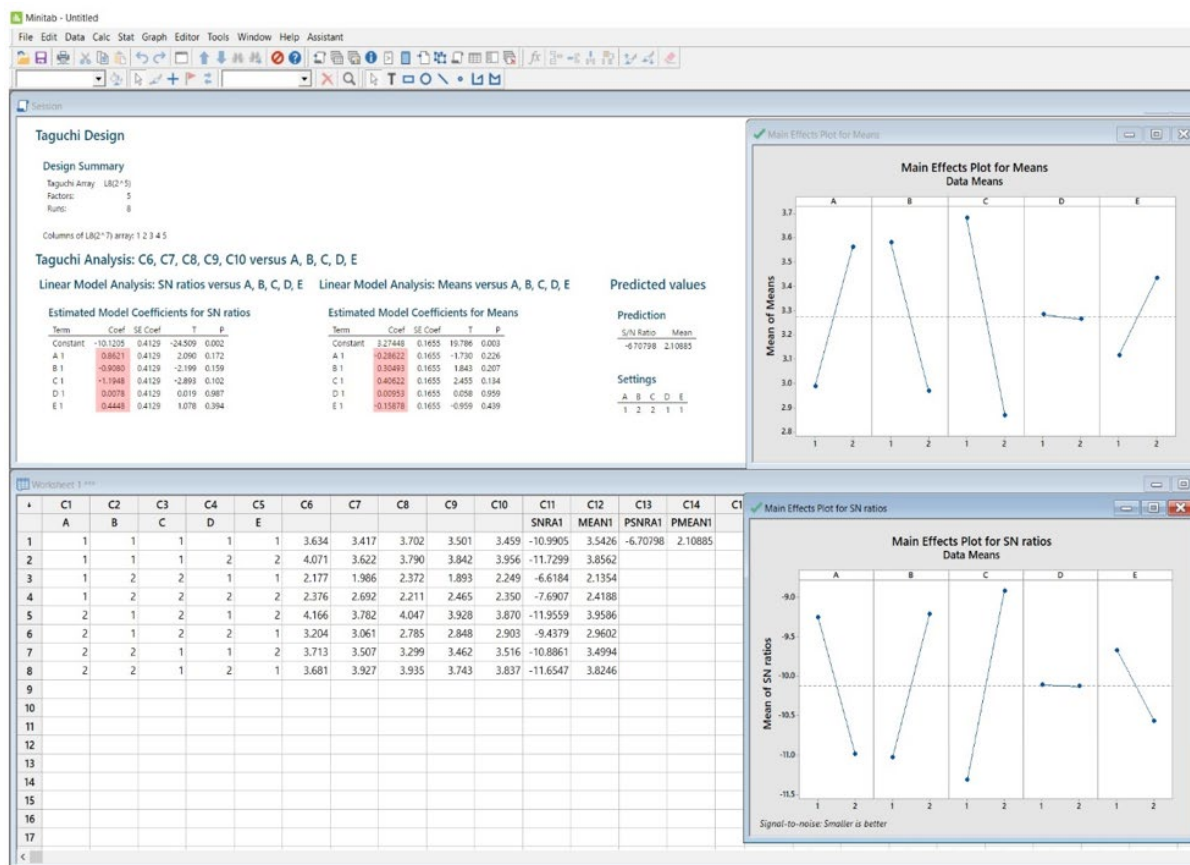 Minitab - Untitled
File Edit Data Calc Stat Graph Editor Tools Window Help Assistant
Session
Taguchi Design
Design Summary
Taguchi Array L8(2^5)
Factors: 5
Runs: 8
Columns of L8(2^7) array: 1 2 3 4 5
Taguchi Analysis: C6, C7, C8, C9, C10 versus A, B, C, D, E
Linear Model Analysis: SN ratios versus A, B, C, D, E
Estimated Model Coefficients for SN ratios
Term Coef SE Coef T P
Constant -10.1205 0.4129 -24.509 0.002
A 1 0.8621 0.4129 2.090 0.172
B 1 -0.9080 0.4129 -2.199 0.159
C 1 -1.1948 0.4129 -2.893 0.102
D 1 0.0078 0.4129 0.019 0.987
E 1 0.4448 0.4129 1.078 0.394
Linear Model Analysis: Means versus A, B, C, D, E
Estimated Model Coefficients for Means
Term Coef SE Coef T P
Constant 3.27448 0.1655 19.786 0.003
A 1 -0.28622 0.1655 -1.730 0.226
B 1 0.30493 0.1655 1.843 0.207
C 1 0.40622 0.1655 2.455 0.134
D 1 0.00953 0.1655 0.058 0.959
E 1 -0.15878 0.1655 -0.959 0.439
Predicted values
Prediction
S/N Ratio Mean
-6.70798 2.10885
Settings
A B C D E
1 2 2 1 1
Main Effects Plot for Means
Main Effects Plot for Means
Data Means
A B C D E
Mean of Means
3.7
3.6
3.5
3.4
3.3
3.2
3.1
3.0
2.9
2.8
1 2 1 2 1 2 1 2 1 2
Worksheet 1 ***
C1 C2 C3 C4 C5 C6 C7 C8 C9 C10 C11 C12 C13 C14 C1
A B C D E SNRA1 MEAN1 PSNRA1 PMEAN1
1 1 1 1 1 1 3.634 3.417 3.702 3.501 3.459 -10.9905 3.5426 -6.70798 2.10885
2 1 1 1 2 2 4.071 3.622 3.790 3.842 3.956 -11.7299 3.8562
3 1 2 2 1 1 2.177 1.986 2.372 1.893 2.249 -6.6184 2.1354
4 1 2 2 2 2 2.376 2.692 2.211 2.465 2.350 -7.6907 2.4188
5 2 1 2 1 2 4.166 3.782 4.047 3.928 3.870 -11.9559 3.9586
6 2 1 2 2 1 3.204 3.061 2.785 2.848 2.903 -9.4379 2.9602
7 2 2 1 1 2 3.713 3.507 3.299 3.462 3.516 -10.8861 3.4994
8 2 2 1 2 1 3.681 3.927 3.935 3.743 3.837 -11.6547 3.8246
9
10
11
12
13
14
15
16
17
Main Effects Plot for SN ratios
Main Effects Plot for SN ratios
Data Means
A B C D E
Mean of SN ratios
-9.0
-9.5
-10.0
-10.5
-11.0
-11.5
1 2 1 2 1 2 1 2 1 2
Signal-to-noise: Smaller is better